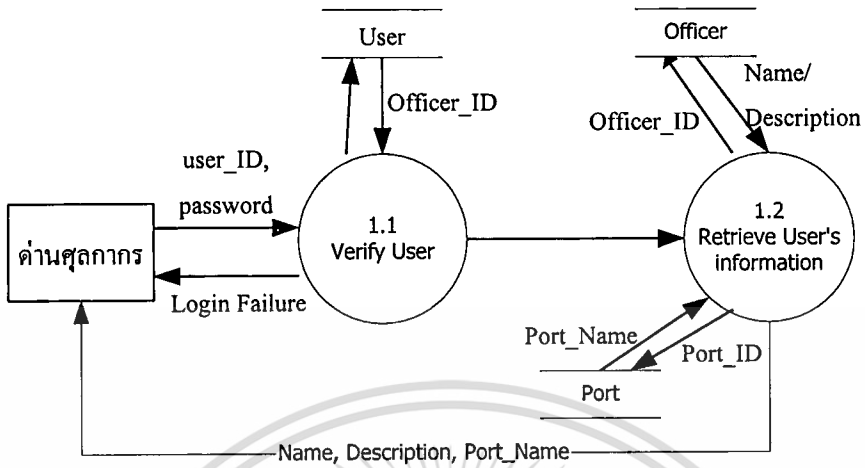 User
Officer
Officer_ID
Name/
Description
Officer_ID
user_ID,
password
ด่านศุลกากร
1.1
Verify User
1.2
Retrieve User's
information
Login Failure
Port_Name
Port_ID
Port
Name, Description, Port_Name